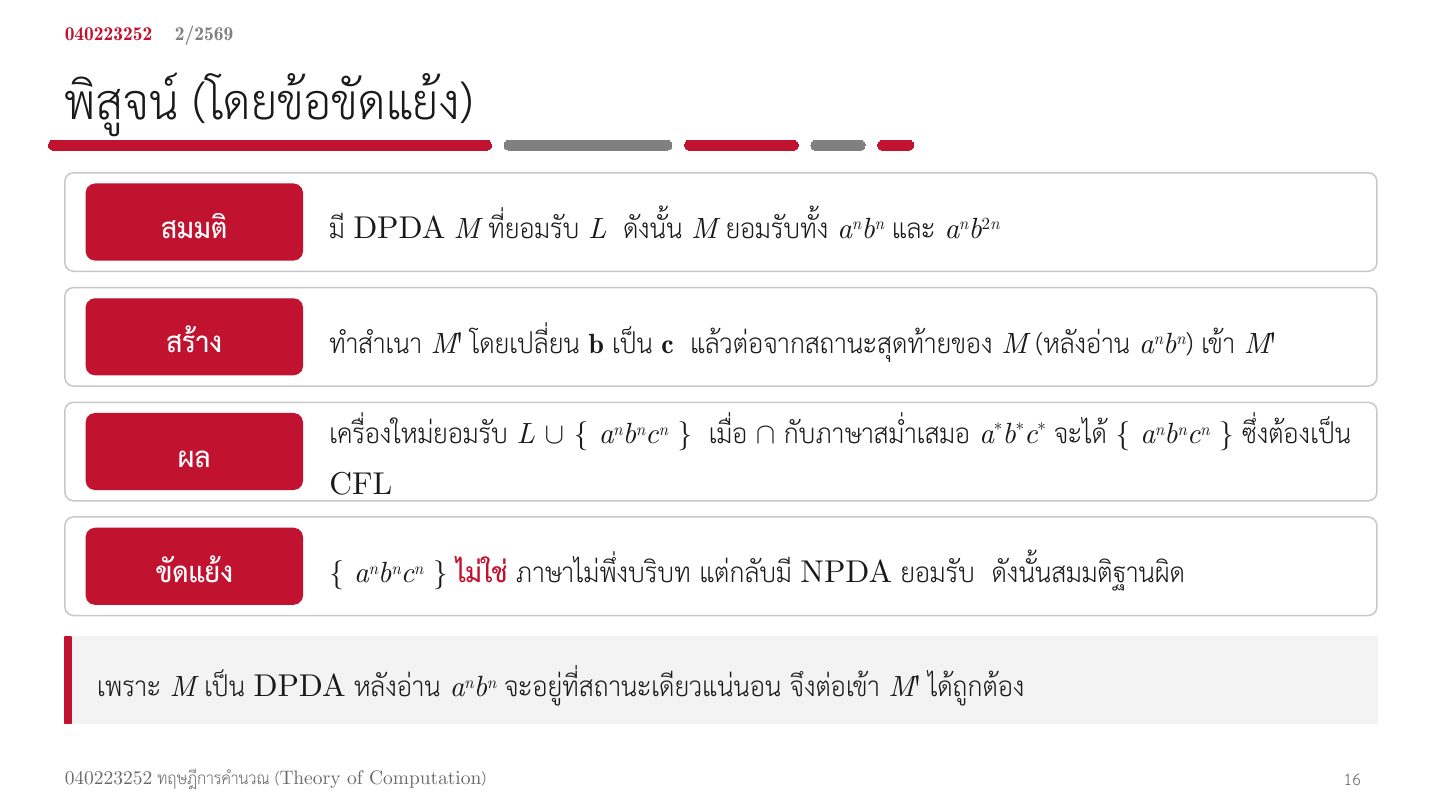 040223252 2/2569
พิสูจน์ (โดยข้อขัดแย้ง)
สมมติ
มี DPDA M ที่ยอมรับ L ดังนั้น M ยอมรับทั้ง aⁿbⁿ และ aⁿb²ⁿ
สร้าง
ทำสำเนา M' โดยเปลี่ยน b เป็น c แล้วต่อจากสถานะสุดท้ายของ M (หลังอ่าน aⁿbⁿ) เข้า M'
ผล
เครื่องใหม่ยอมรับ L ∪ { aⁿbⁿcⁿ } เมื่อ ∩ กับภาษาสม่ำเสมอ a*b*c* จะได้ { aⁿbⁿcⁿ } ซึ่งต้องเป็น
CFL
ขัดแย้ง
{ aⁿbⁿcⁿ } ไม่ใช่ ภาษาไม่พึ่งบริบท แต่กลับมี NPDA ยอมรับ ดังนั้นสมมติฐานผิด
เพราะ M เป็น DPDA หลังอ่าน aⁿbⁿ จะอยู่ที่สถานะเดียวแน่นอน จึงต่อเข้า M' ได้ถูกต้อง
040223252 ทฤษฎีการคำนวณ (Theory of Computation)
16